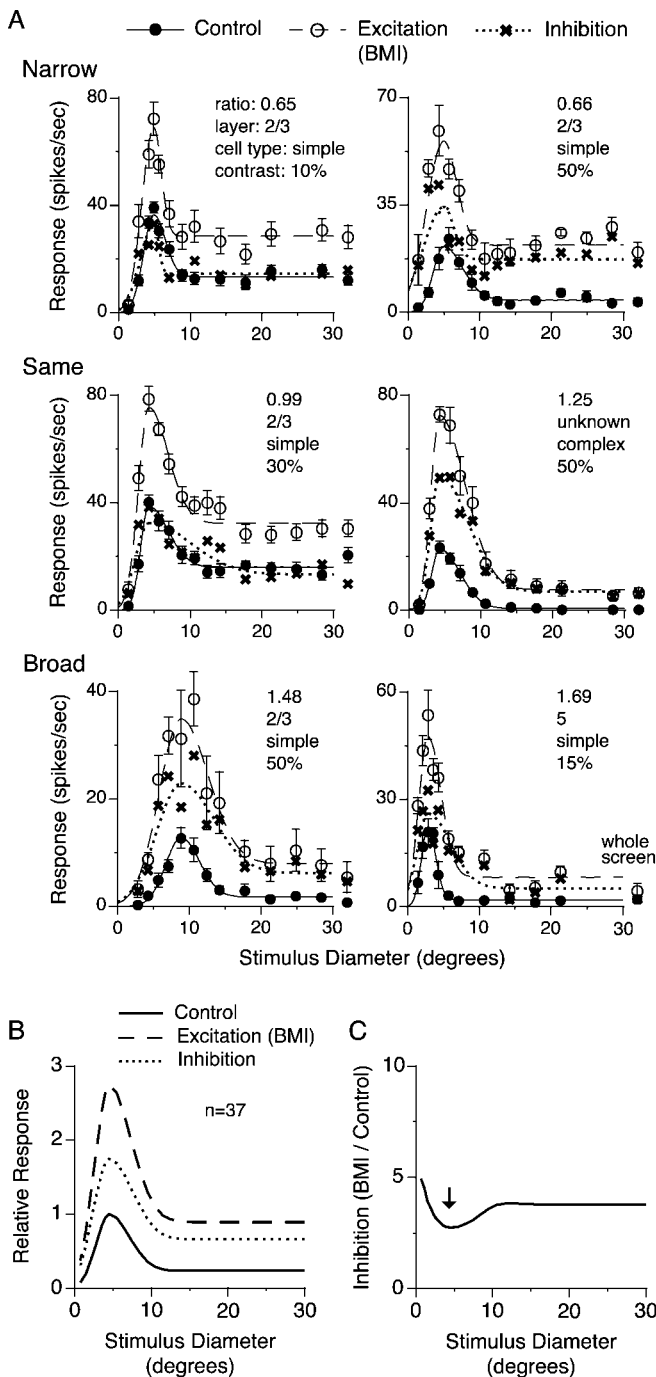 A
Control
Excitation
(BMI)
Inhibition
Narrow
Response (spikes/sec)
80
40
0
0 10 20 30
ratio: 0.65
layer: 2/3
cell type: simple
contrast: 10%
70
35
0
0 10 20 30
0.66
2/3
simple
50%
Same
Response (spikes/sec)
80
40
0
0 10 20 30
0.99
2/3
simple
30%
80
40
0
0 10 20 30
1.25
unknown
complex
50%
Broad
Response (spikes/sec)
40
20
0
0 10 20 30
1.48
2/3
simple
50%
60
30
0
0 10 20 30
1.69
5
simple
15%
whole
screen
Stimulus Diameter (degrees)
B
Control
Excitation (BMI)
Inhibition
Relative Response
3
2
1
0
0 10 20 30
n=37
Stimulus Diameter
(degrees)
C
Inhibition (BMI / Control)
10
5
0
0 10 20 30
Stimulus Diameter
(degrees)